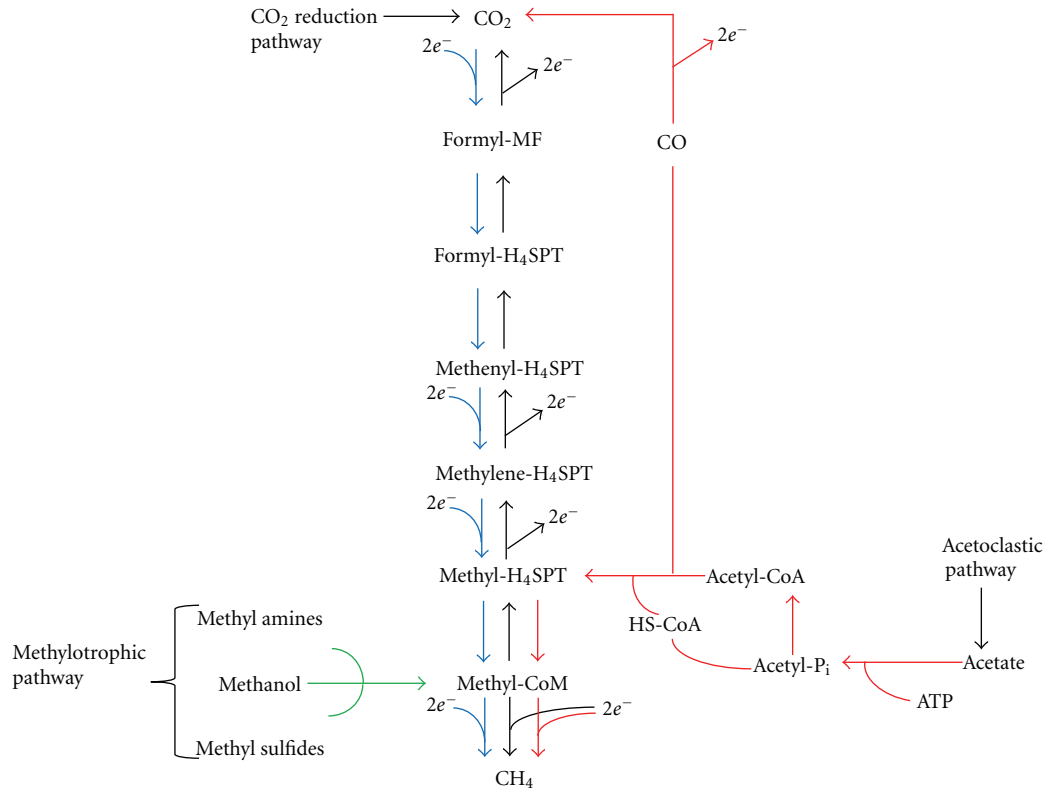 CO₂ reduction
pathway
CO₂
2e⁻
2e⁻
2e⁻
Formyl-MF
CO
Formyl-H₄SPT
Methenyl-H₄SPT
2e⁻
2e⁻
Methylene-H₄SPT
2e⁻
2e⁻
Methyl-H₄SPT
Acetyl-CoA
Acetoclastic
pathway
HS-CoA
Acetyl-Pᵢ
Acetate
ATP
Methylotrophic
pathway
Methyl amines
Methanol
Methyl sulfides
Methyl-CoM
2e⁻
2e⁻
CH₄